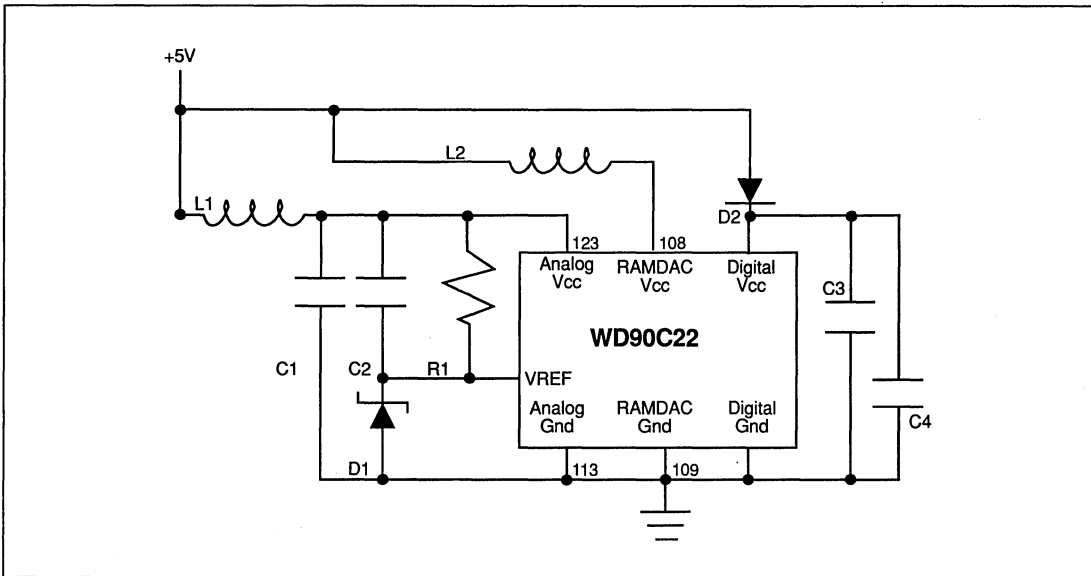 +5V
L2
L1
D2
123
108
Analog
Vcc
RAMDAC
Vcc
Digital
Vcc
C3
WD90C22
C1
C2
R1
VREF
Analog
Gnd
RAMDAC
Gnd
Digital
Gnd
C4
D1
113
109